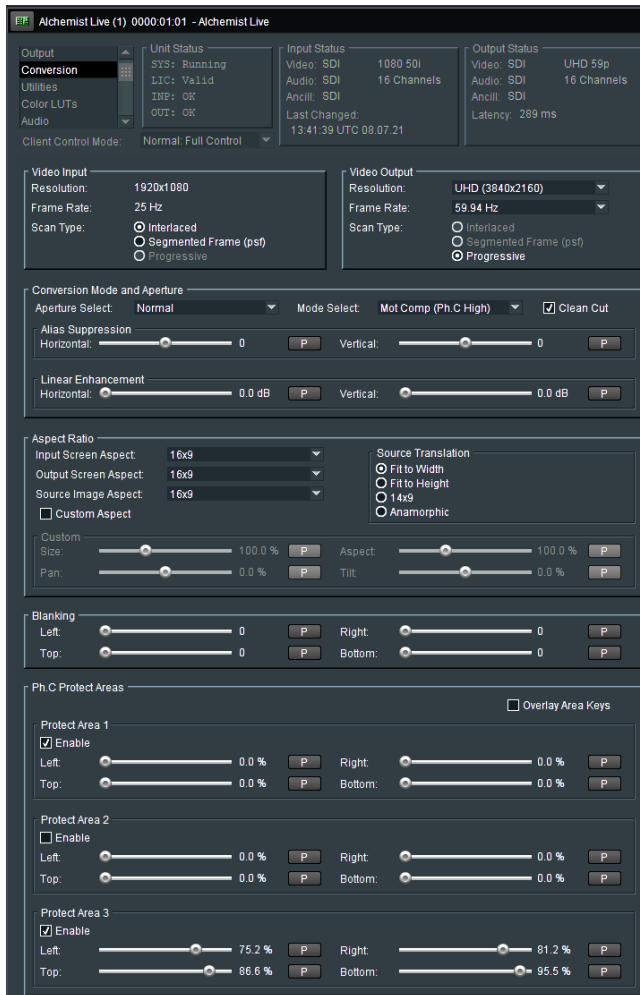 Alchemist Live (1) 0000:01:01 - Alchemist Live
Output
Conversion
Utilities
Color LUTs
Audio
Unit Status
SYS: Running
LIC: Valid
INP: OK
OUT: OK
Input Status
Video: SDI 1080 50i
Audio: SDI 16 Channels
Ancill: SDI
Last Changed:
13:41:39 UTC 08.07.21
Output Status
Video: SDI UHD 59p
Audio: SDI 16 Channels
Ancill: SDI
Latency: 289 ms
Client Control Mode: Normal: Full Control
Video Input
Resolution: 1920x1080
Frame Rate: 25 Hz
Scan Type: Interlaced
Segmented Frame (psf)
Progressive
Video Output
Resolution: UHD (3840x2160)
Frame Rate: 59.94 Hz
Scan Type: Interlaced
Segmented Frame (psf)
Progressive
Conversion Mode and Aperture
Aperture Select: Normal Mode Select: Mot Comp (Ph.C High) Clean Cut
Alias Suppression
Horizontal: 0 P Vertical: 0 P
Linear Enhancement
Horizontal: 0.0 dB P Vertical: 0.0 dB P
Aspect Ratio
Input Screen Aspect: 16x9
Output Screen Aspect: 16x9
Source Image Aspect: 16x9
Custom Aspect
Source Translation
Fit to Width
Fit to Height
14x9
Anamorphic
Custom
Size: 100.0 % P Aspect: 100.0 % P
Pan: 0.0 % P Tilt: 0.0 % P
Blanking
Left: 0 P Right: 0 P
Top: 0 P Bottom: 0 P
Ph.C Protect Areas
Overlay Area Keys
Protect Area 1
Enable
Left: 0.0 % P Right: 0.0 % P
Top: 0.0 % P Bottom: 0.0 % P
Protect Area 2
Enable
Left: 0.0 % P Right: 0.0 % P
Top: 0.0 % P Bottom: 0.0 % P
Protect Area 3
Enable
Left: 75.2 % P Right: 81.2 % P
Top: 86.6 % P Bottom: 95.5 % P